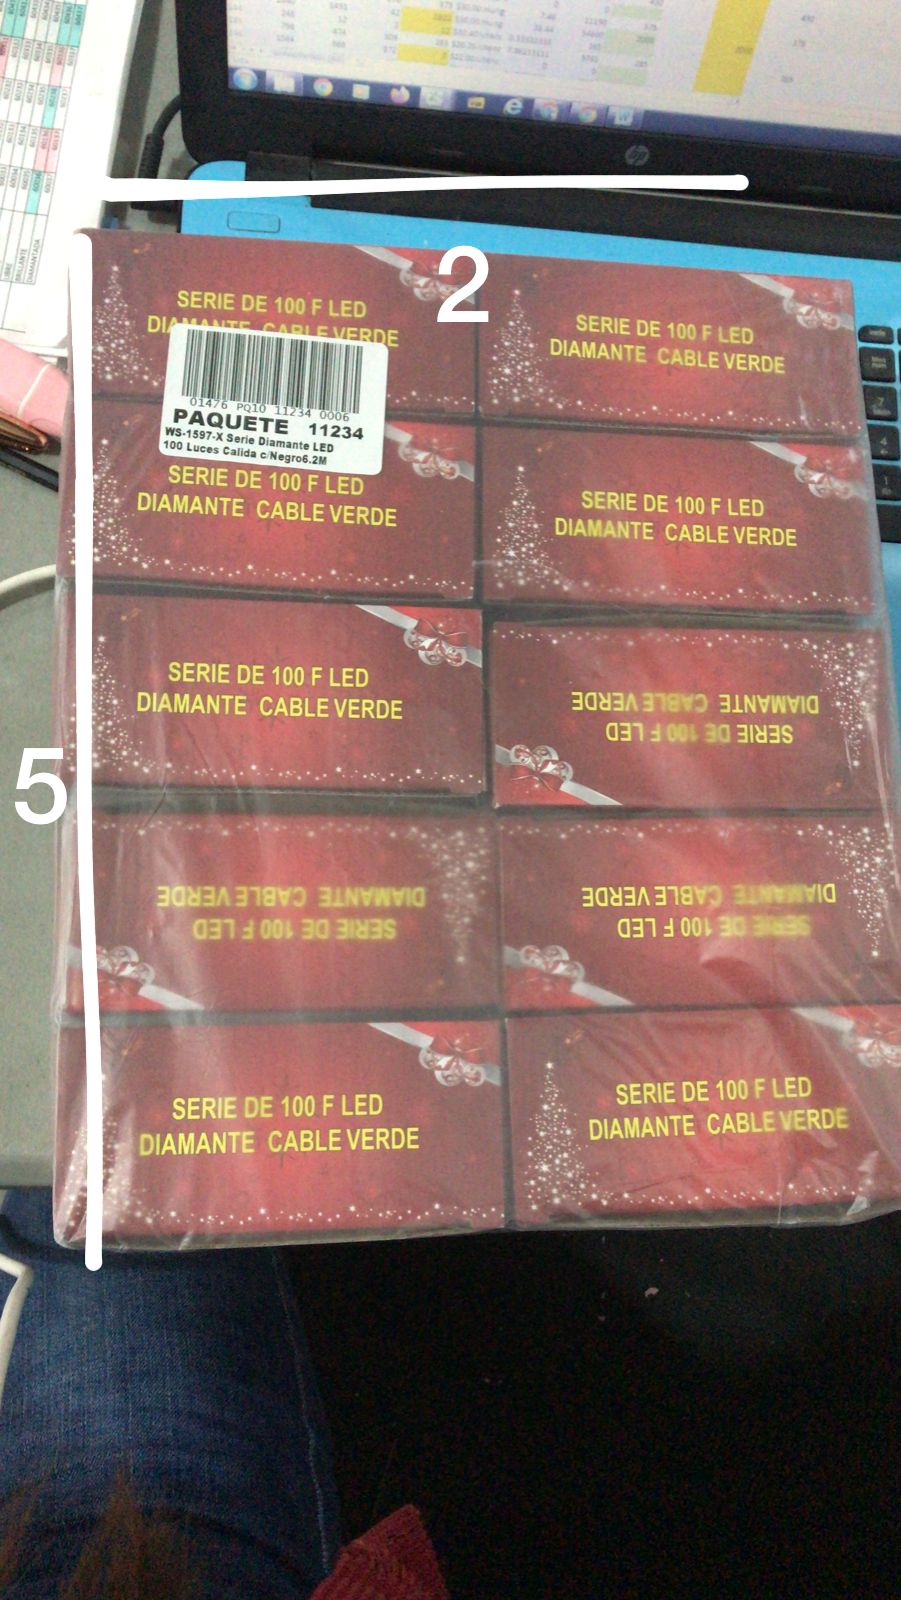 2
5
SERIE DE 100 F LED
DIAMANTE CABLE VERDE
01476 PQ10 11234 0006
PAQUETE 11234
WS-1597-X Serie Diamante LED
100 Luces Calida c/Negro6.2M
SERIE DE 100 F LED
DIAMANTE CABLE VERDE
SERIE DE 100 F LED
DIAMANTE CABLE VERDE
SERIE DE 100 F LED
DIAMANTE CABLE VERDE
SERIE DE 100 F LED
DIAMANTE CABLE VERDE
SERIE DE 100 F LED
DIAMANTE CABLE VERDE
SERIE DE 100 F LED
DIAMANTE CABLE VERDE
SERIE DE 100 F LED
DIAMANTE CABLE VERDE
SERIE DE 100 F LED
DIAMANTE CABLE VERDE
SERIE DE 100 F LED
DIAMANTE CABLE VERDE
hp
BRILLANTE
DIAMANTADA